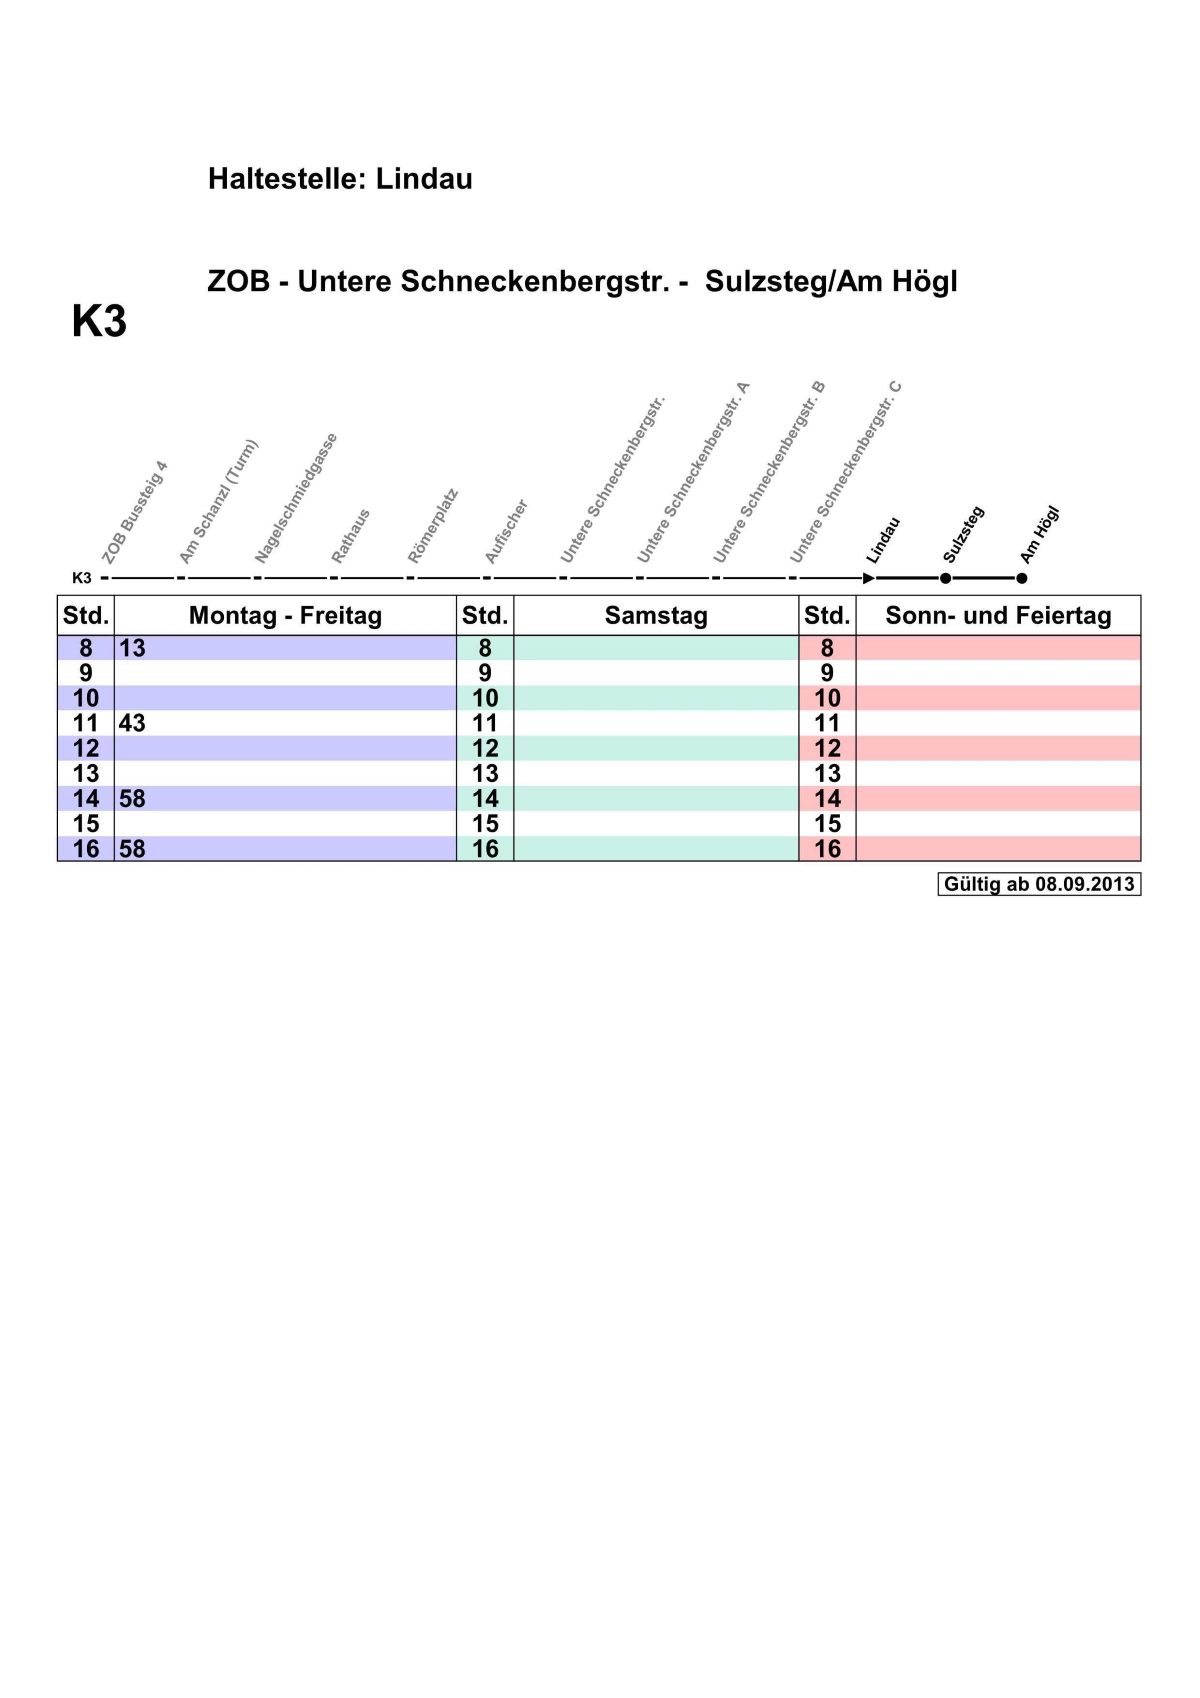 Haltestelle: Lindau
ZOB - Untere Schneckenbergstr. - Sulzsteg/Am Högl
K3
ZOB Bussteig 4
Am Schanzl (Turm)
Nagelschmiedgasse
Rathaus
Römerplatz
Aufischer
Untere Schneckenbergstr.
Untere Schneckenbergstr. A
Untere Schneckenbergstr. B
Untere Schneckenbergstr. C
Lindau
Sulzsteg
Am Högl
K3
Std. Montag - Freitag Std. Samstag Std. Sonn- und Feiertag
8 13 8 8
9 9 9
10 10 10
11 43 11 11
12 12 12
13 13 13
14 58 14 14
15 15 15
16 58 16 16
Gültig ab 08.09.2013